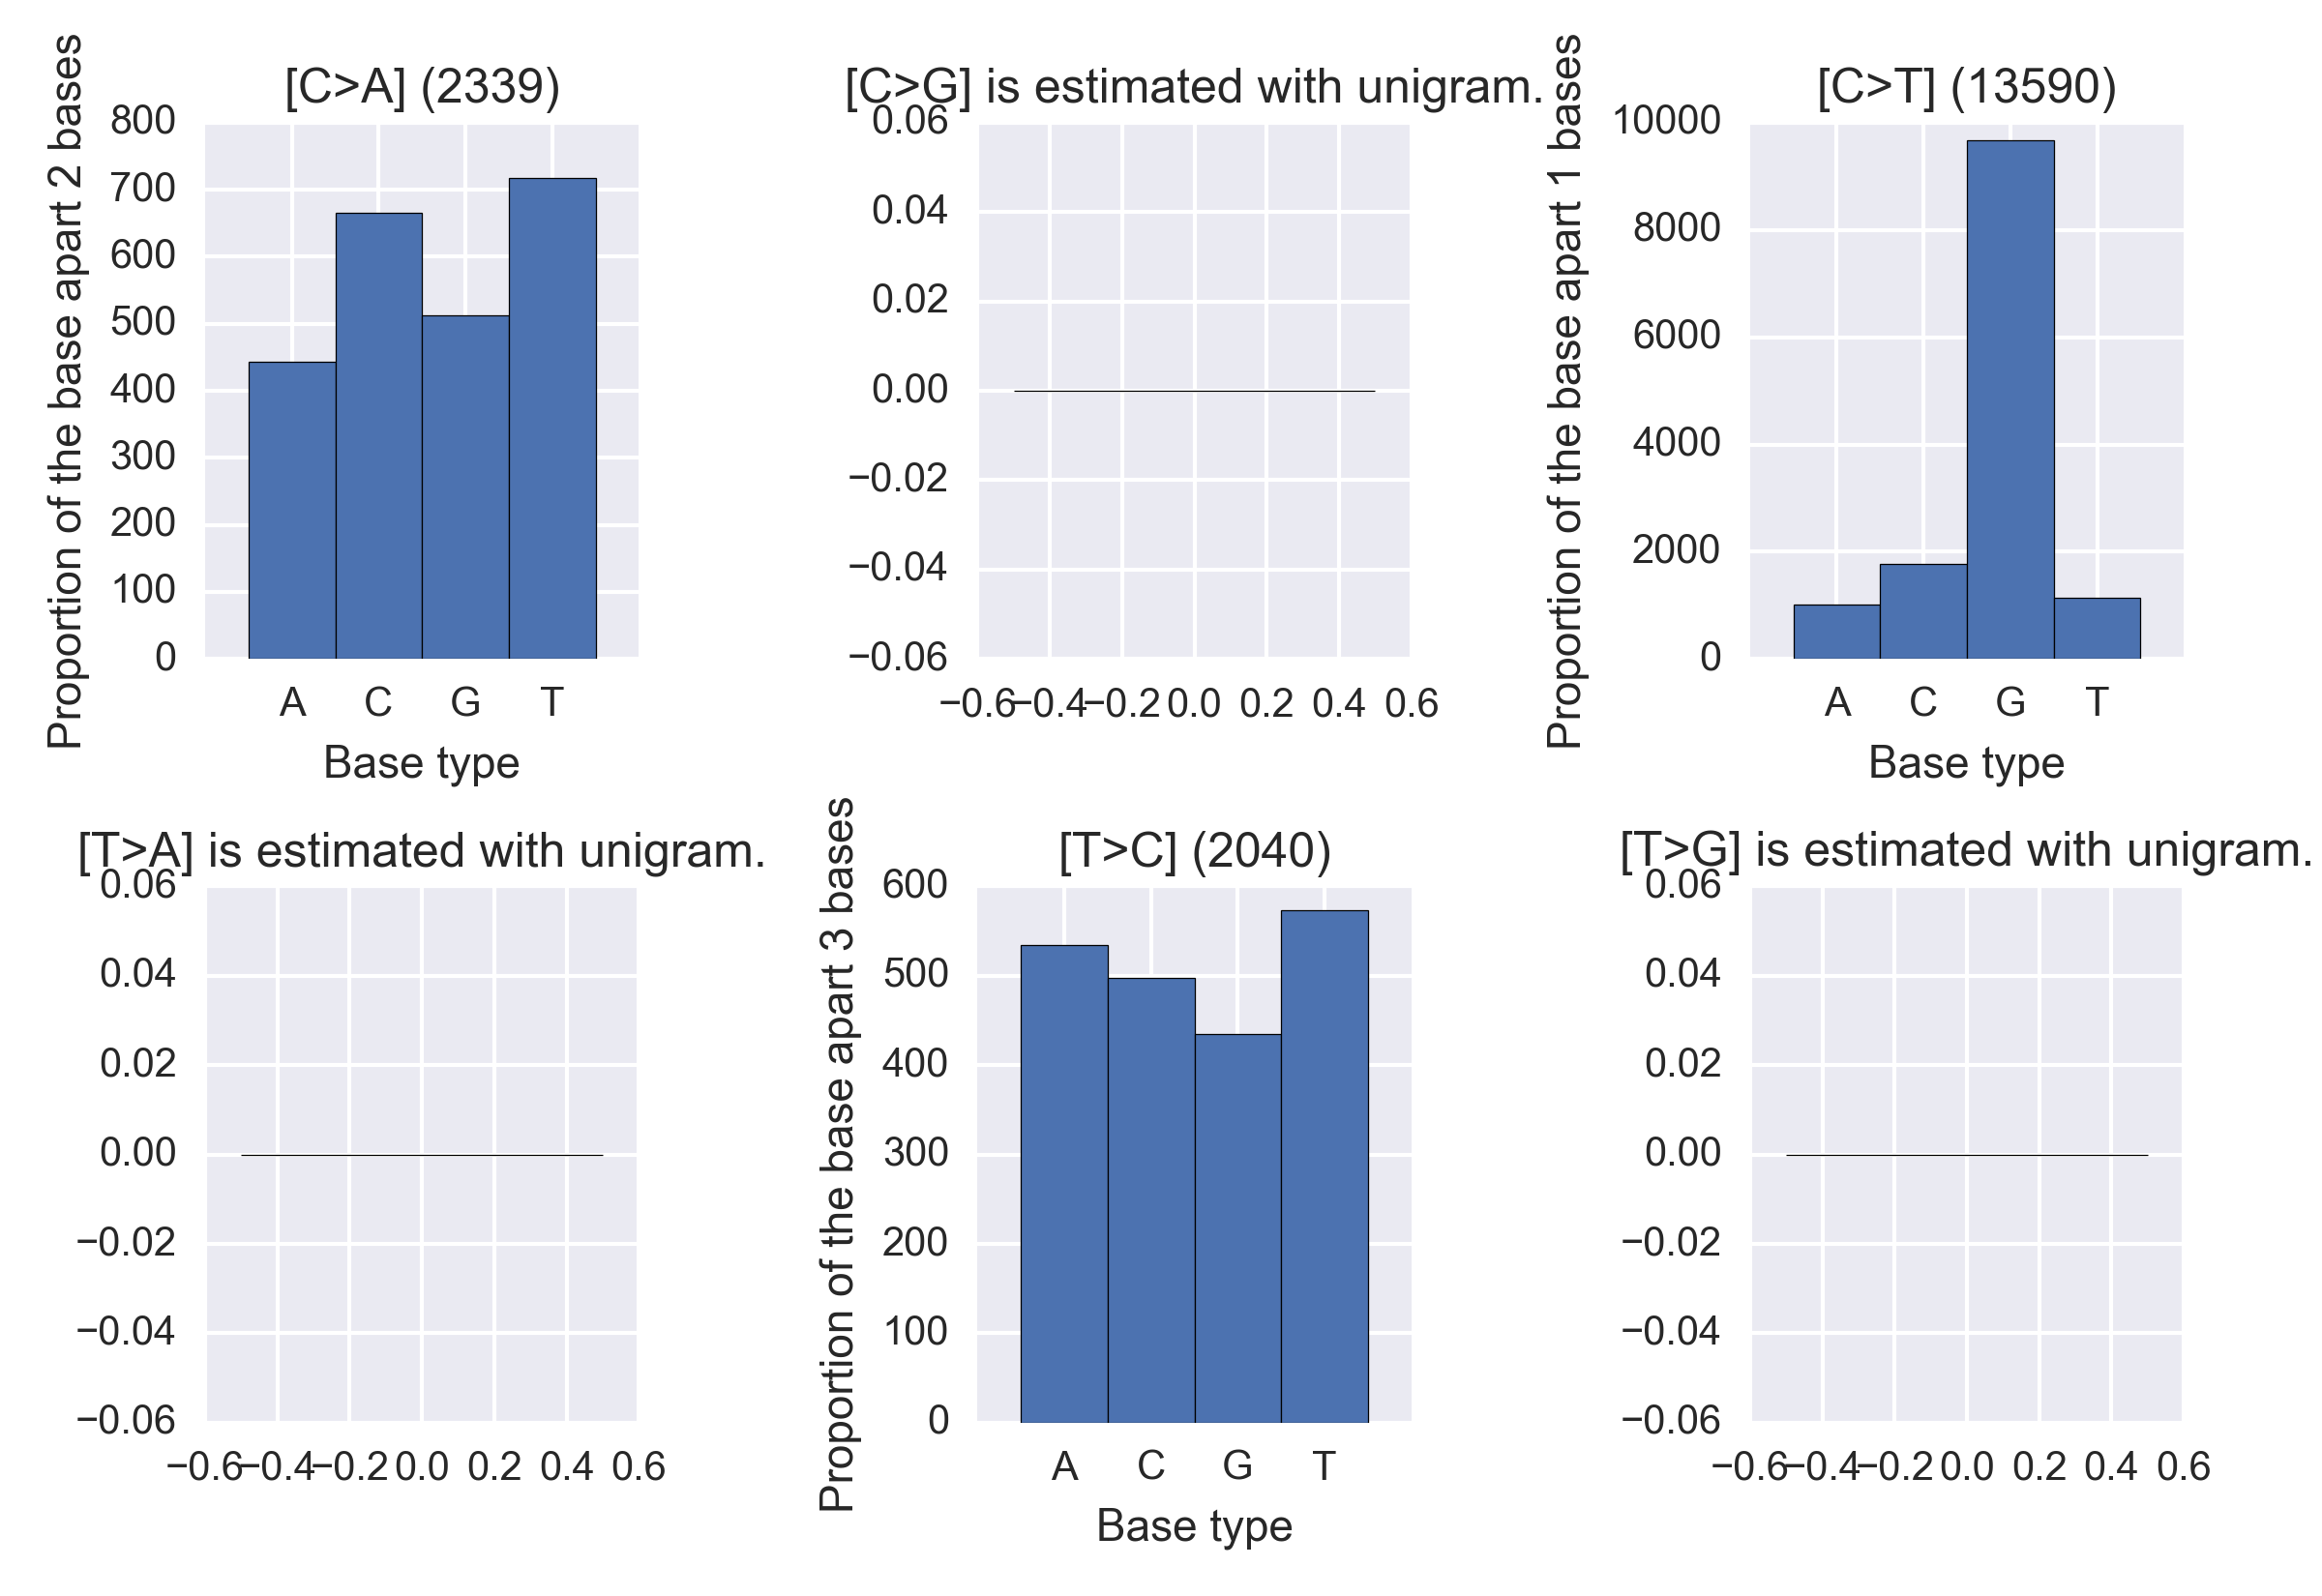 [C>A] (2339)
Proportion of the base apart 2 bases
800
700
600
500
400
300
200
100
0
A C G T
Base type
[C>G] is estimated with unigram.
0.06
0.04
0.02
0.00
−0.02
−0.04
−0.06
−0.6 −0.4 −0.2 0.0 0.2 0.4 0.6
[C>T] (13590)
Proportion of the base apart 1 bases
10000
8000
6000
4000
2000
0
A C G T
Base type
[T>A] is estimated with unigram.
0.06
0.04
0.02
0.00
−0.02
−0.04
−0.06
−0.6 −0.4 −0.2 0.0 0.2 0.4 0.6
[T>C] (2040)
Proportion of the base apart 3 bases
600
500
400
300
200
100
0
A C G T
Base type
[T>G] is estimated with unigram.
0.06
0.04
0.02
0.00
−0.02
−0.04
−0.06
−0.6 −0.4 −0.2 0.0 0.2 0.4 0.6